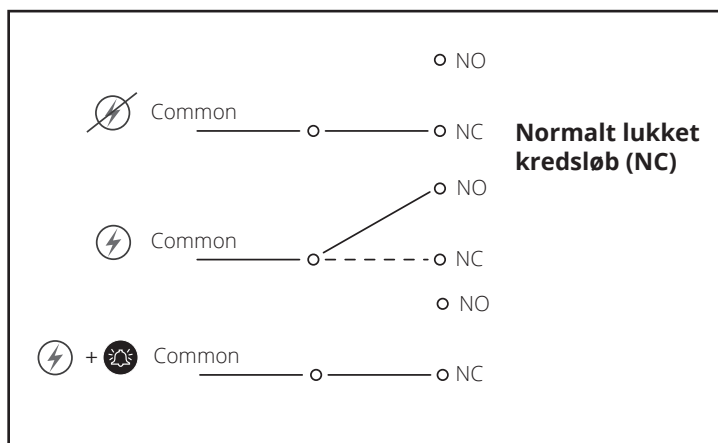 NO
Common
NC
Normalt lukket
kredsløb (NC)
NO
Common
NC
NO
+ Common
NC